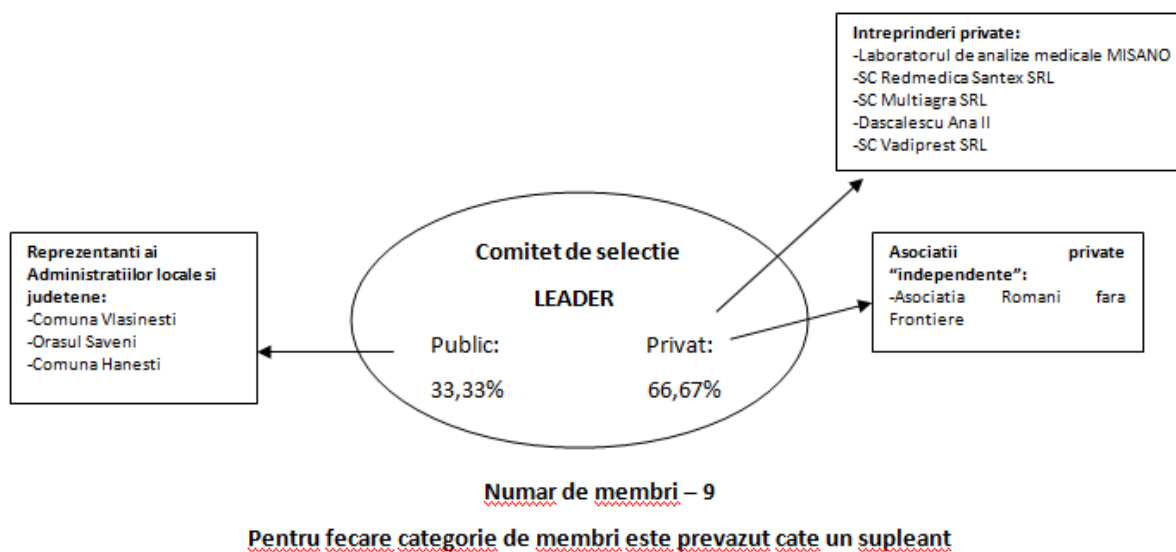 Intreprinderi private:
-Laboratorul de analize medicale MISANO
-SC Redmedica Santex SRL
-SC Multiagra SRL
-Dascalescu Ana II
-SC Vadiprest SRL
Reprezentanti ai
Administratiilor locale si
judetene:
-Comuna Vlasinesti
-Orasul Saveni
-Comuna Hanesti
Comitet de selectie
LEADER
Public:
33,33%
Privat:
66,67%
Asociatii private
“independente”:
-Asociatia Romani fara
Frontiere
Numar de membri – 9
Pentru fecare categorie de membri este prevazut cate un supleant